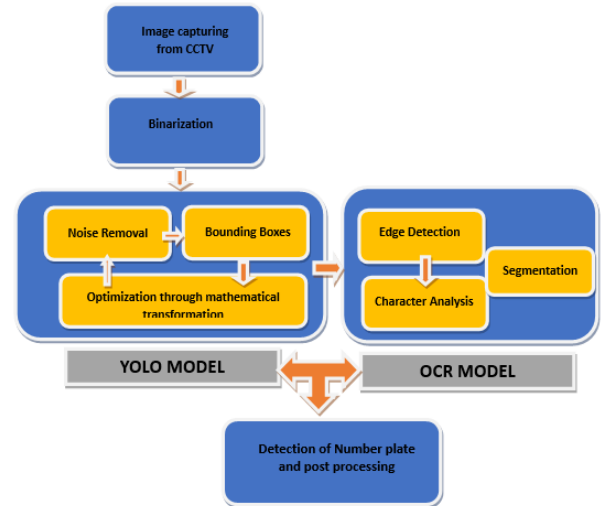 Image capturing
from CCTV
Binarization
Noise Removal
Bounding Boxes
Optimization through mathematical
transformation
Edge Detection
Segmentation
Character Analysis
YOLO MODEL
OCR MODEL
Detection of Number plate
and post processing